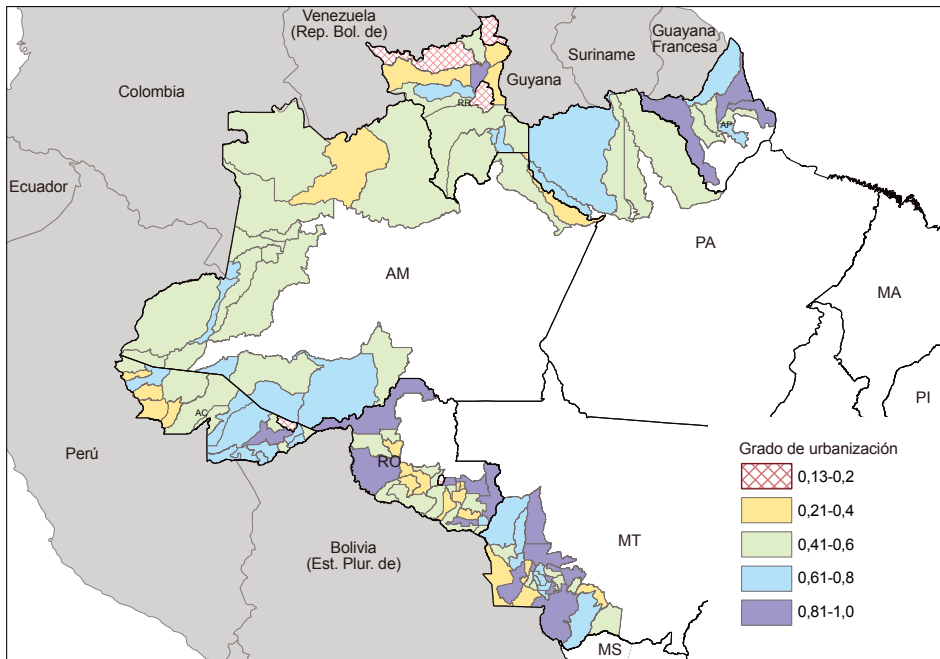 Venezuela
(Rep. Bol. de)
Guayana
Francesa
Suriname
Guyana
Colombia
RR
AP
Ecuador
PA
AM
MA
PI
AC
Perú
RO
Bolivia
(Est. Plur. de)
MT
MS
Grado de urbanización
0,13-0,2
0,21-0,4
0,41-0,6
0,61-0,8
0,81-1,0